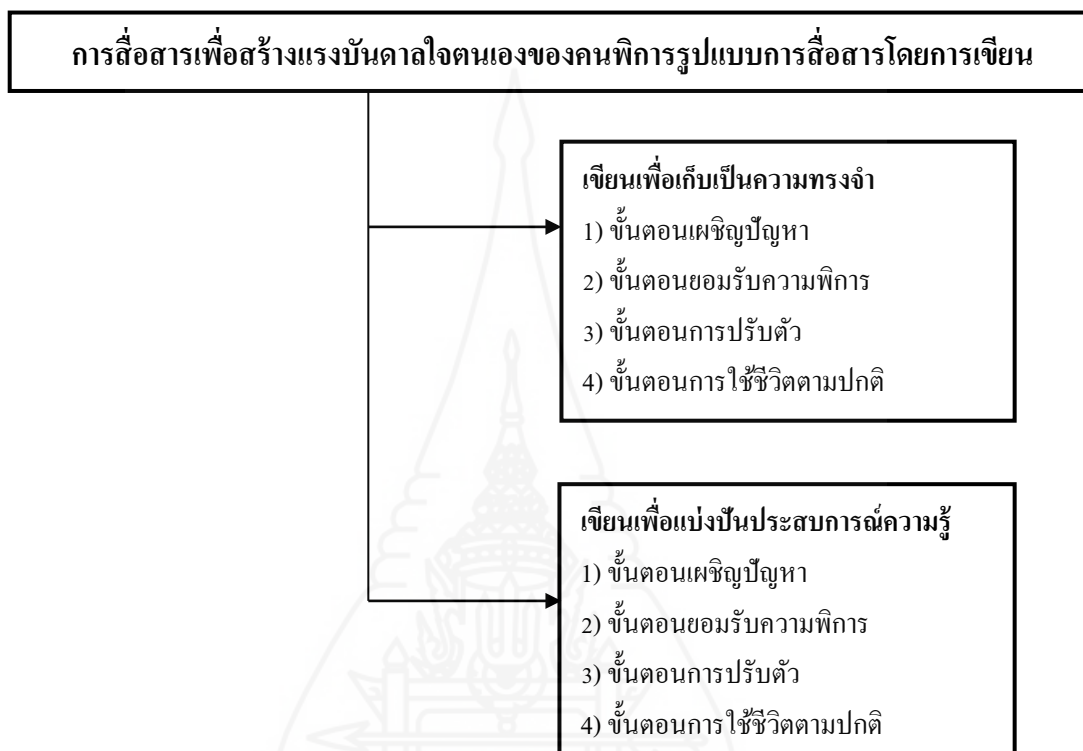 การสื่อสารเพื่อสร้างแรงบันดาลใจตนเองของคนพิการรูปแบบการสื่อสารโดยการเขียน
เขียนเพื่อเก็บเป็นความทรงจำ
1) ขั้นตอนเผชิญปัญหา
2) ขั้นตอนยอมรับความพิการ
3) ขั้นตอนการปรับตัว
4) ขั้นตอนการใช้ชีวิตตามปกติ
เขียนเพื่อแบ่งปันประสบการณ์ความรู้
1) ขั้นตอนเผชิญปัญหา
2) ขั้นตอนยอมรับความพิการ
3) ขั้นตอนการปรับตัว
4) ขั้นตอนการใช้ชีวิตตามปกติ